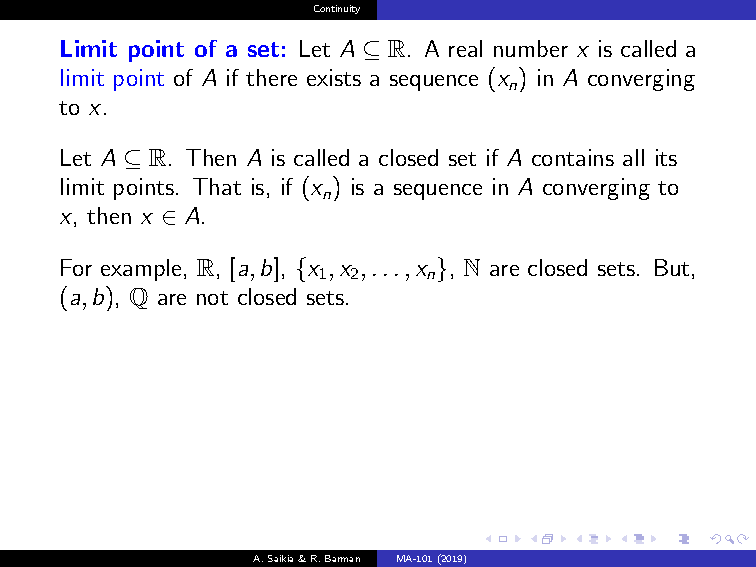 Continuity
Limit point of a set: Let A ⊆ ℝ. A real number x is called a
limit point of A if there exists a sequence (xₙ) in A converging
to x.
Let A ⊆ ℝ. Then A is called a closed set if A contains all its
limit points. That is, if (xₙ) is a sequence in A converging to
x, then x ∈ A.
For example, ℝ, [a, b], {x₁, x₂, . . . , xₙ}, ℕ are closed sets. But,
(a, b), ℚ are not closed sets.
A. Saikia & R. Barman MA-101 (2019)